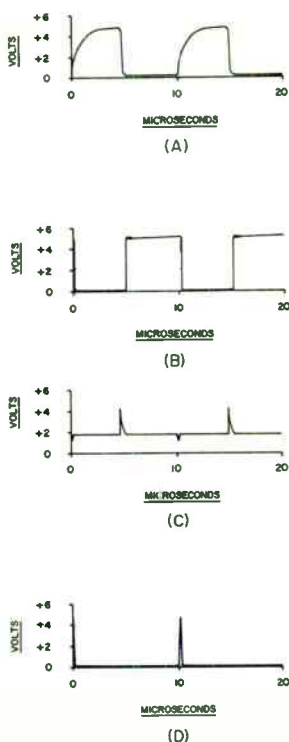 VOLTS
+6
+4
+2
0
0 10 20
MICROSECONDS
(A)
VOLTS
+6
+4
+2
0
0 10 20
MICROSECONDS
(B)
VOLTS
+6
+4
+2
0
0 10 20
MICROSECONDS
(C)
VOLTS
+6
+4
+2
0
0 10 20
MICROSECONDS
(D)